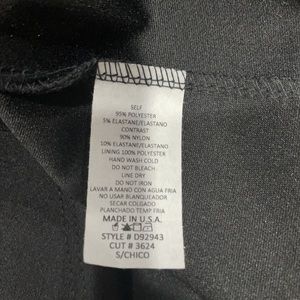 SELF
95% POLYESTER
5% ELASTANE/ELASTANO
CONTRAST
90% NYLON
10% ELASTANE/ELASTANO
LINING 100% POLYESTER
HAND WASH COLD
DO NOT BLEACH
LINE DRY
DO NOT IRON
LAVAR A MANO CON AGUA FRIA
NO USAR BLANQUEADOR
SECAR COLGADO
PLANCHADO TEMP FRIA
MADE IN U.S.A.
STYLE # D92943
CUT # 3624
S/CHICO